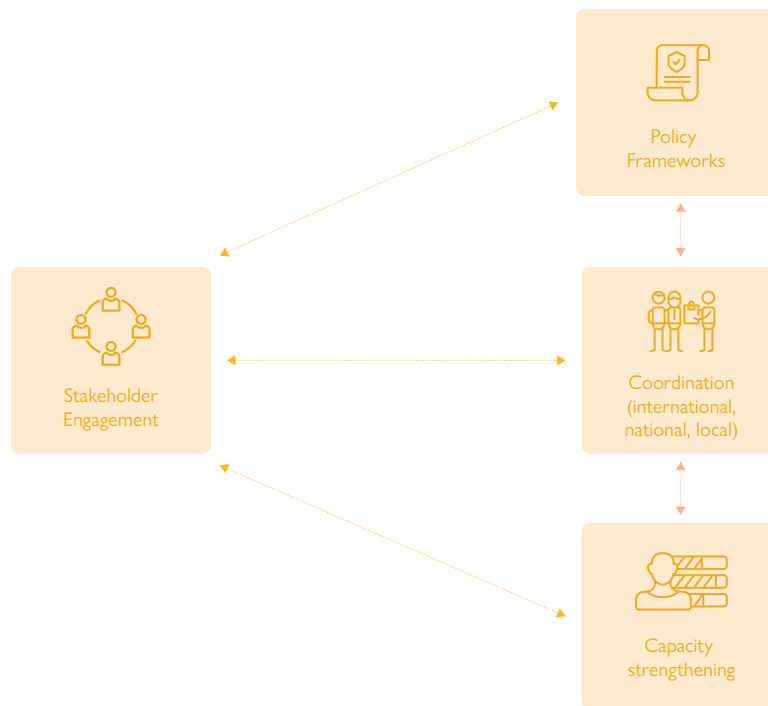 Policy
Frameworks
Stakeholder
Engagement
Coordination
(international,
national, local)
Capacity
strengthening